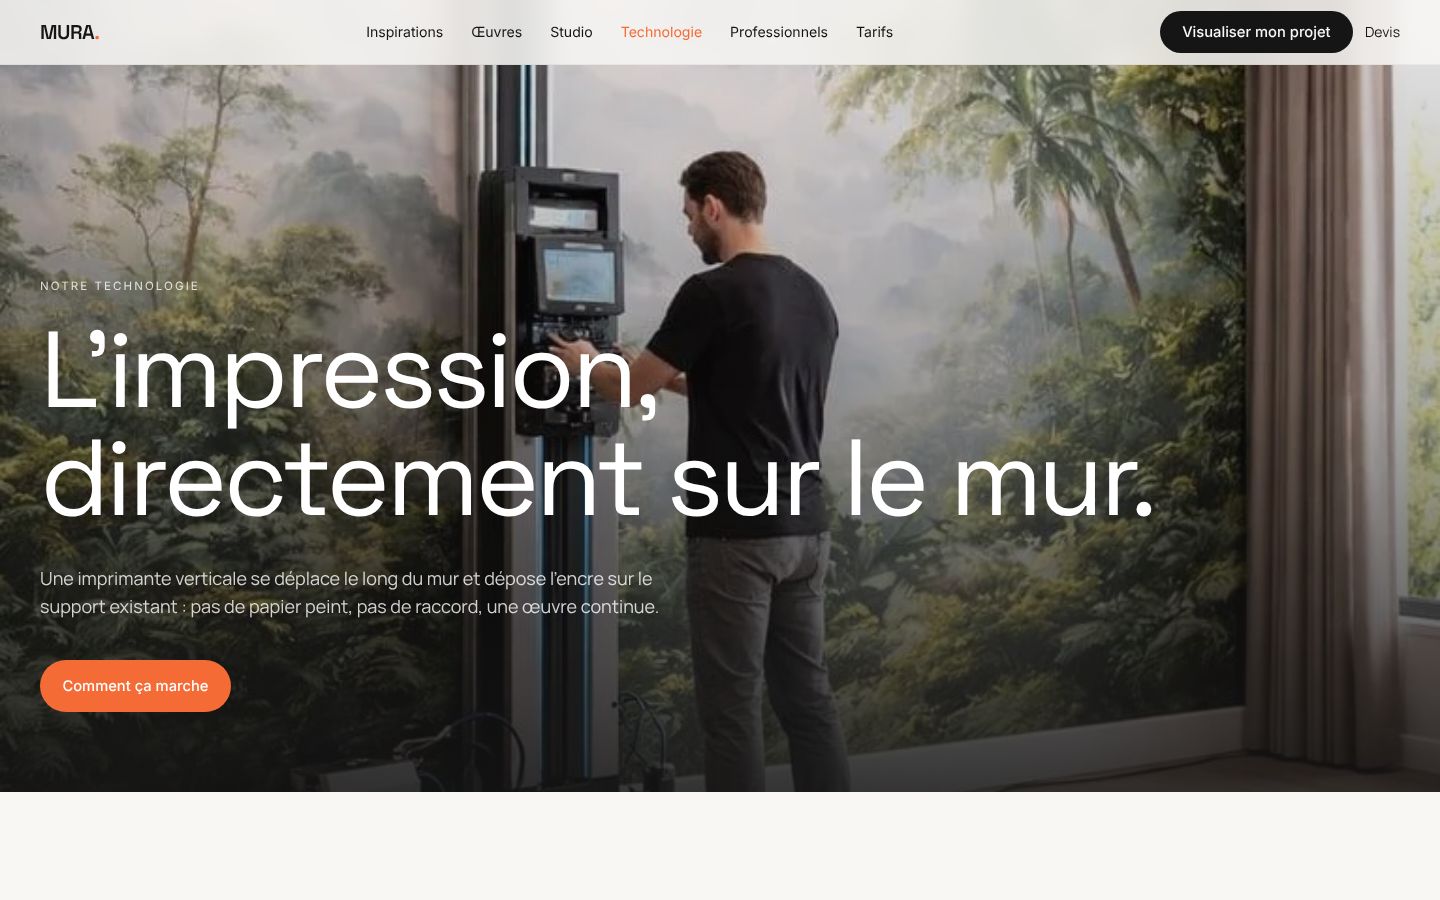 MURA.
Inspirations
Œuvres
Studio
Technologie
Professionnels
Tarifs
Visualiser mon projet
Devis
NOTRE TECHNOLOGIE
L’impression,
directement sur le mur.
Une imprimante verticale se déplace le long du mur et dépose l’encre sur le
support existant : pas de papier peint, pas de raccord, une œuvre continue.
Comment ça marche